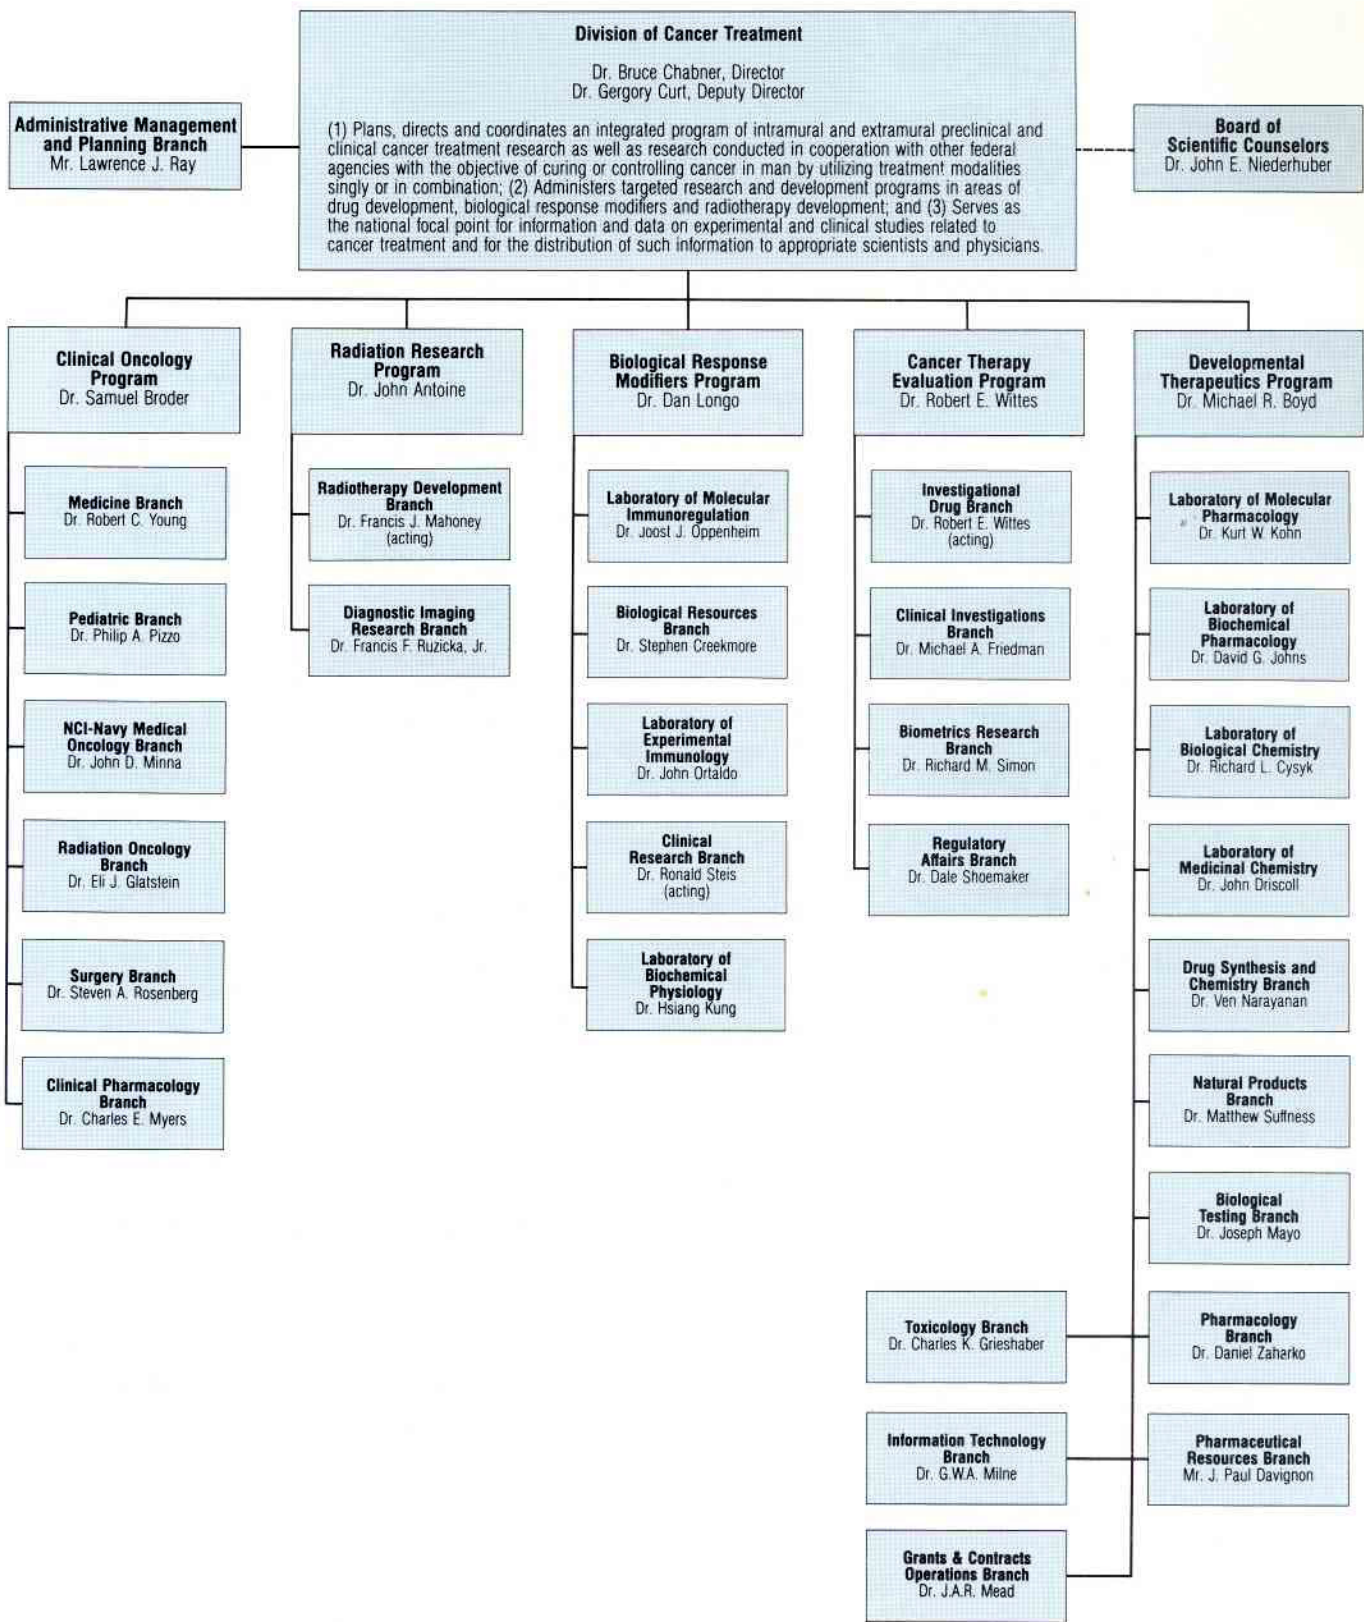 Division of Cancer Treatment
Dr. Bruce Chabner, Director
Dr. Gergory Curt, Deputy Director
(1) Plans, directs and coordinates an integrated program of intramural and extramural preclinical and
clinical cancer treatment research as well as research conducted in cooperation with other federal
agencies with the objective of curing or controlling cancer in man by utilizing treatment modalities
singly or in combination; (2) Administers targeted research and development programs in areas of
drug development, biological response modifiers and radiotherapy development; and (3) Serves as
the national focal point for information and data on experimental and clinical studies related to
cancer treatment and for the distribution of such information to appropriate scientists and physicians.
Administrative Management
and Planning Branch
Mr. Lawrence J. Ray
Board of
Scientific Counselors
Dr. John E. Niederhuber
Clinical Oncology
Program
Dr. Samuel Broder
Medicine Branch
Dr. Robert C. Young
Pediatric Branch
Dr. Philip A. Pizzo
NCI-Navy Medical
Oncology Branch
Dr. John D. Minna
Radiation Oncology
Branch
Dr. Eli J. Glatstein
Surgery Branch
Dr. Steven A. Rosenberg
Clinical Pharmacology
Branch
Dr. Charles E. Myers
Radiation Research
Program
Dr. John Antoine
Radiotherapy Development
Branch
Dr. Francis J. Mahoney
(acting)
Diagnostic Imaging
Research Branch
Dr. Francis F. Ruzicka, Jr.
Biological Response
Modifiers Program
Dr. Dan Longo
Laboratory of Molecular
Immunoregulation
Dr. Joost J. Oppenheim
Biological Resources
Branch
Dr. Stephen Creekmore
Laboratory of
Experimental
Immunology
Dr. John Ortaldo
Clinical
Research Branch
Dr. Ronald Steis
(acting)
Laboratory of
Biochemical
Physiology
Dr. Hsiang Kung
Cancer Therapy
Evaluation Program
Dr. Robert E. Wittes
Investigational
Drug Branch
Dr. Robert E. Wittes
(acting)
Clinical Investigations
Branch
Dr. Michael A. Friedman
Biometrics Research
Branch
Dr. Richard M. Simon
Regulatory
Affairs Branch
Dr. Dale Shoemaker
Developmental
Therapeutics Program
Dr. Michael R. Boyd
Laboratory of Molecular
Pharmacology
Dr. Kurt W. Kohn
Laboratory of
Biochemical
Pharmacology
Dr. David G. Johns
Laboratory of
Biological Chemistry
Dr. Richard L. Cysyk
Laboratory of
Medicinal Chemistry
Dr. John Driscoll
Drug Synthesis and
Chemistry Branch
Dr. Ven Narayanan
Natural Products
Branch
Dr. Matthew Suffness
Biological
Testing Branch
Dr. Joseph Mayo
Toxicology Branch
Dr. Charles K. Grieshaber
Pharmacology
Branch
Dr. Daniel Zaharko
Information Technology
Branch
Dr. G.W.A. Milne
Pharmaceutical
Resources Branch
Mr. J. Paul Davignon
Grants & Contracts
Operations Branch
Dr. J.A.R. Mead